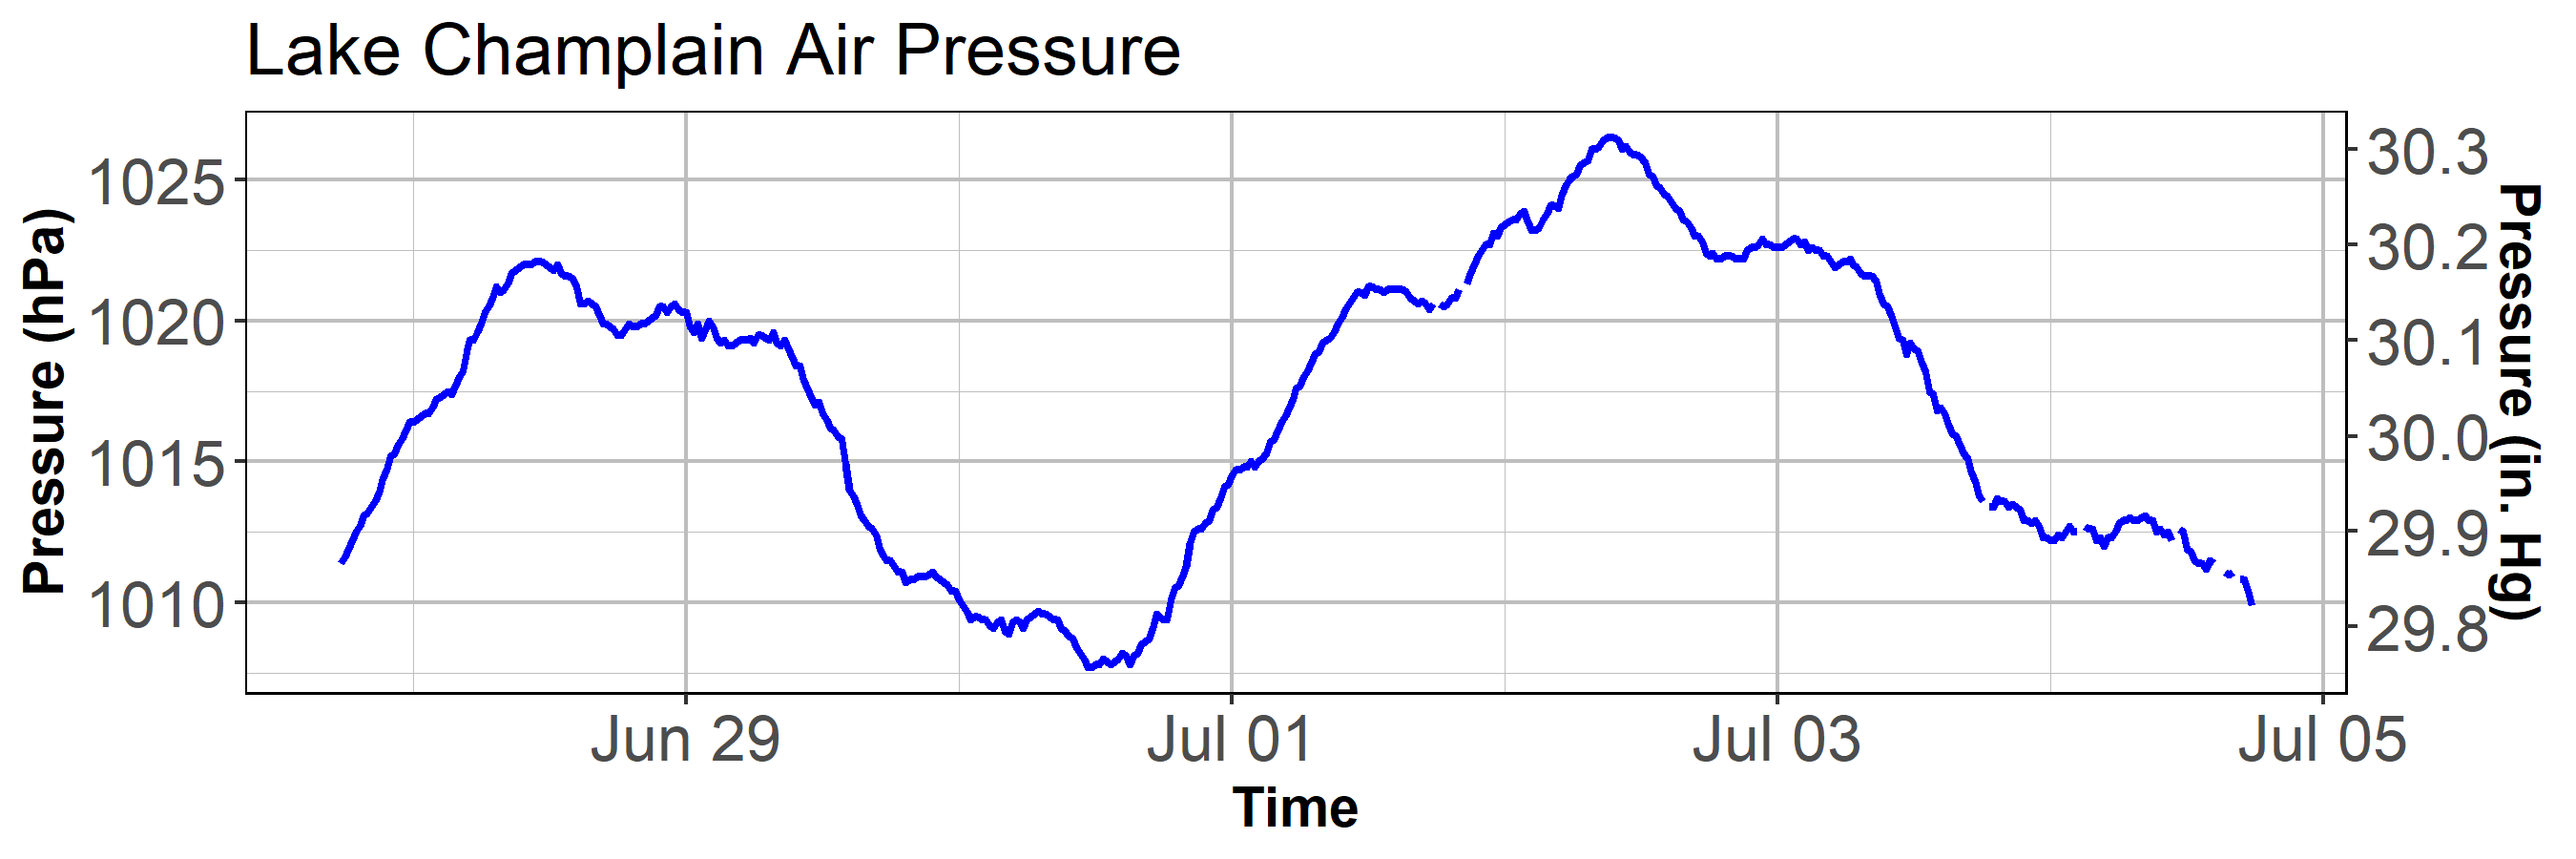 Lake Champlain Air Pressure
Pressure (hPa)
1025
1020
1015
1010
30.3
30.2
30.1
30.0
29.9
29.8
Pressure (in. Hg)
Jun 29
Jul 01
Jul 03
Jul 05
Time